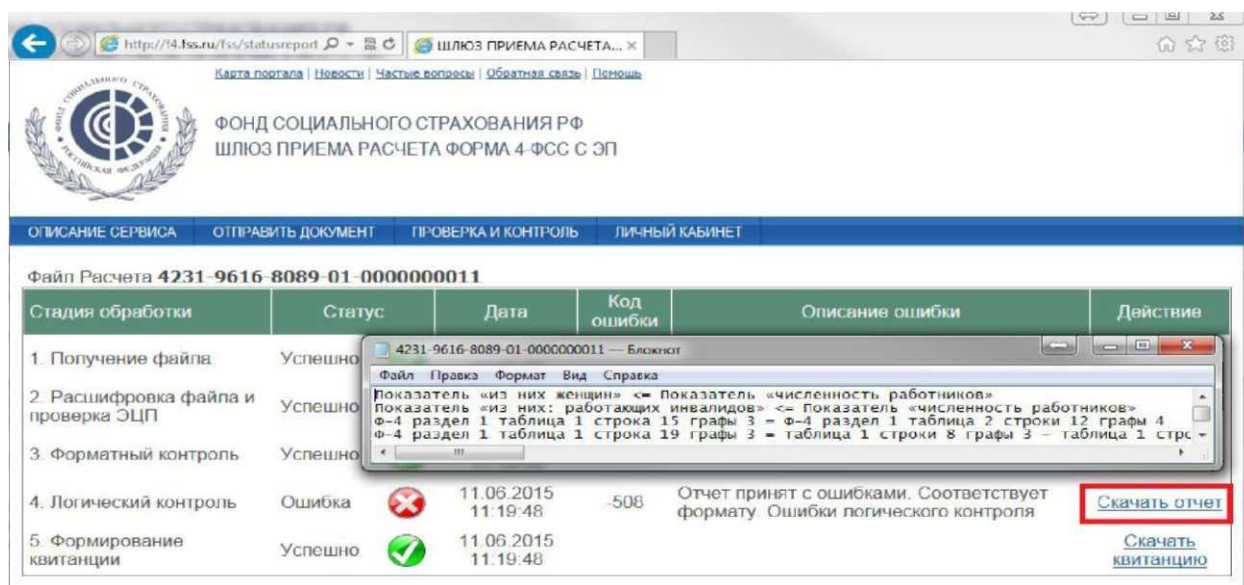 http://f4.fss.ru/fss/statusreport
ШЛЮЗ ПРИЕМА РАСЧЕТА...
Карта портала | Новости | Частые вопросы | Обратная связь | Помощь
ФОНД СОЦИАЛЬНОГО СТРАХОВАНИЯ РФ
ШЛЮЗ ПРИЕМА РАСЧЕТА ФОРМА 4-ФСС С ЭП
ФОНД СОЦИАЛЬНОГО СТРАХОВАНИЯ
РОССИЙСКАЯ ФЕДЕРАЦИЯ
ОПИСАНИЕ СЕРВИСА ОТПРАВИТЬ ДОКУМЕНТ ПРОВЕРКА И КОНТРОЛЬ ЛИЧНЫЙ КАБИНЕТ
Файл Расчета 4231-9616-8089-01-0000000011
Стадия обработки Статус Дата Код ошибки Описание ошибки Действие
1. Получение файла Успешно
4231-9616-8089-01-0000000011 — Блокнот
Файл Правка Формат Вид Справка
Показатель «из них женщин» <= Показатель «численность работников»
Показатель «из них: работающих инвалидов» <= Показатель «численность работников»
Ф-4 раздел 1 таблица 1 строка 15 графы 3 = Ф-4 раздел 1 таблица 2 строки 12 графы 4
Ф-4 раздел 1 таблица 1 строка 19 графы 3 = таблица 1 строки 8 графы 3 - таблица 1 стрс
2. Расшифровка файла и
проверка ЭЦП Успешно
3. Форматный контроль Успешно
4. Логический контроль Ошибка 11.06.2015
11:19:48 -508 Отчет принят с ошибками. Соответствует
формату. Ошибки логического контроля Скачать отчет
5. Формирование
квитанции Успешно 11.06.2015
11:19:48 Скачать
квитанцию